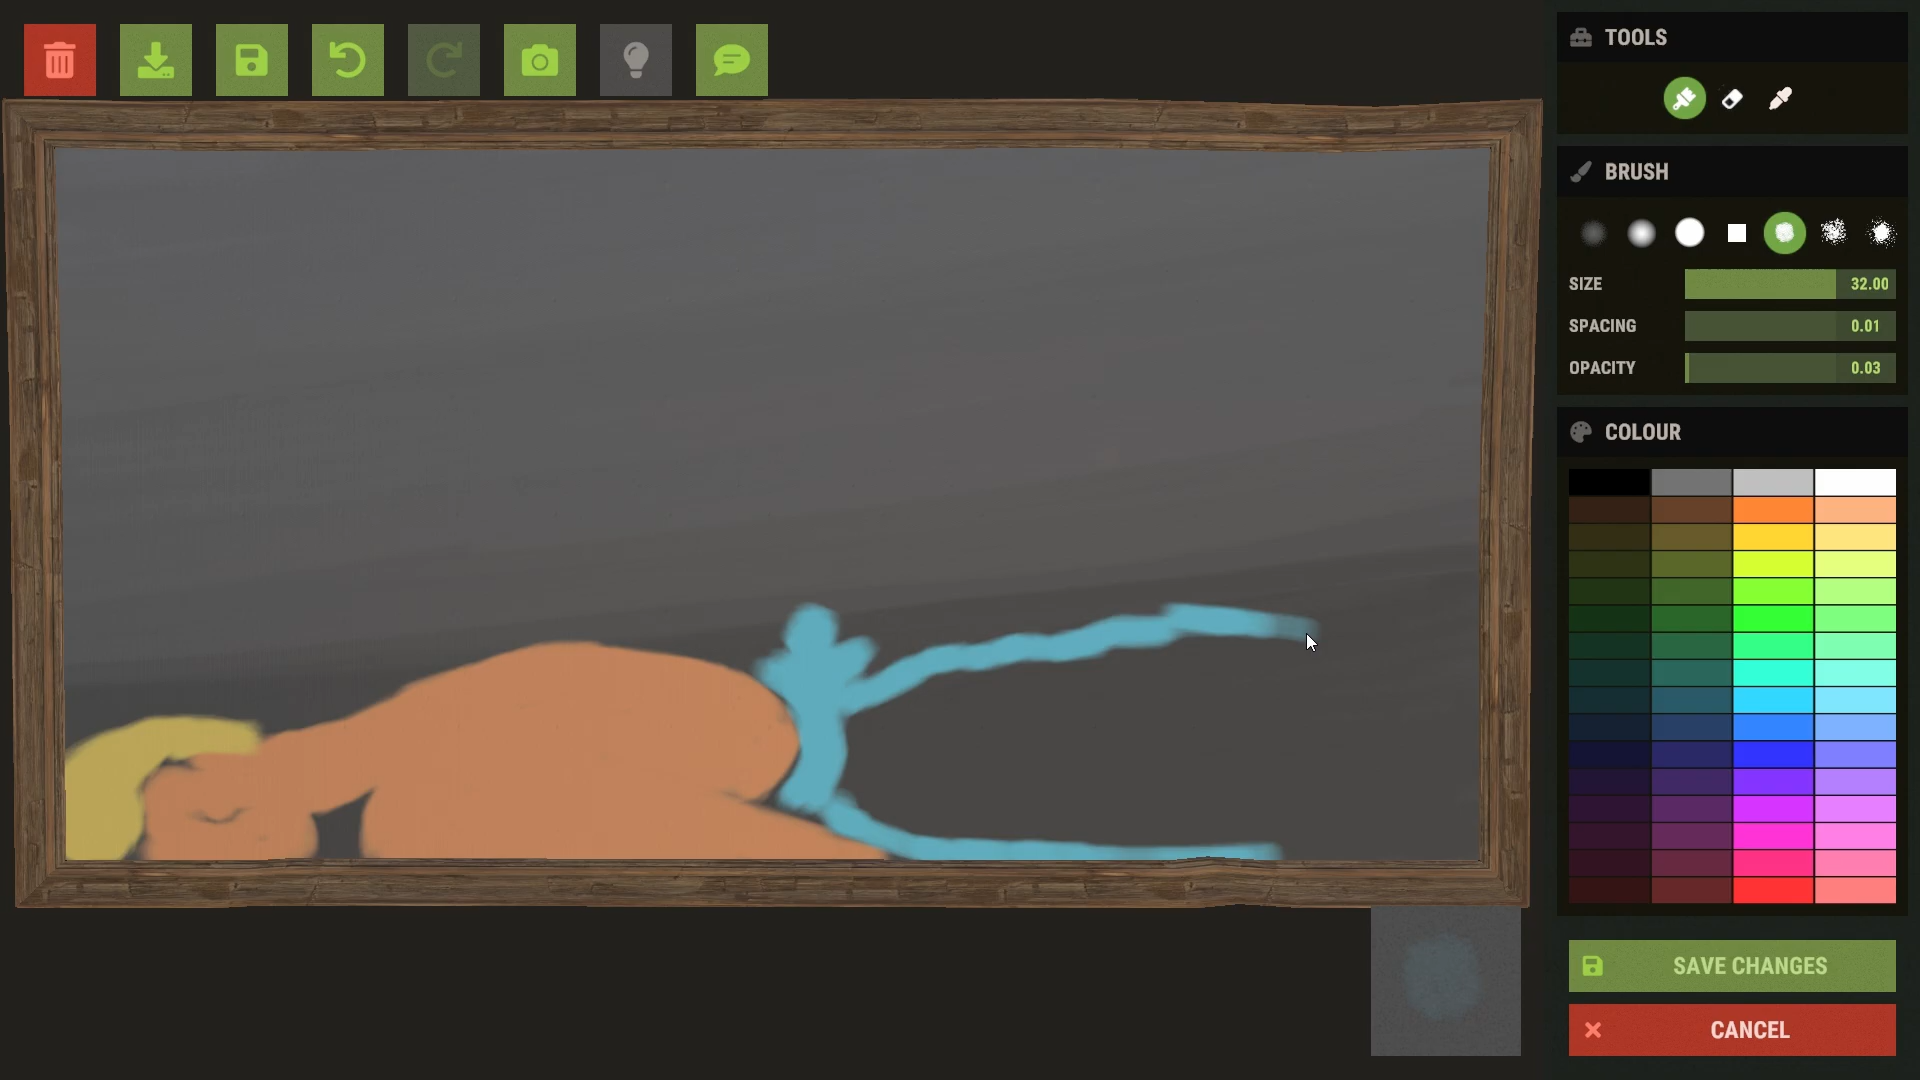 TOOLS
BRUSH
SIZE 32.00
SPACING 0.01
OPACITY 0.03
COLOUR
SAVE CHANGES
CANCEL